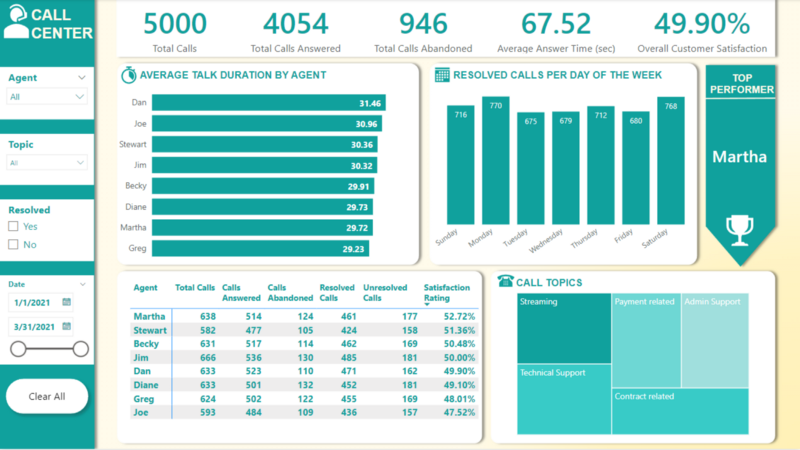 CALL
CENTER
5000
Total Calls
4054
Total Calls Answered
946
Total Calls Abandoned
67.52
Average Answer Time (sec)
49.90%
Overall Customer Satisfaction
Agent
All
Topic
All
Resolved
Yes
No
Date
1/1/2021
3/31/2021
Clear All
AVERAGE TALK DURATION BY AGENT
Dan 31.46
Joe 30.96
Stewart 30.36
Jim 30.32
Becky 29.91
Diane 29.73
Martha 29.72
Greg 29.23
RESOLVED CALLS PER DAY OF THE WEEK
716 770 675 679 712 680 768
Sunday Monday Tuesday Wednesday Thursday Friday Saturday
TOP
PERFORMER
Martha
Agent Total Calls Calls Answered Calls Abandoned Resolved Calls Unresolved Calls Satisfaction Rating
Martha 638 514 124 461 177 52.72%
Stewart 582 477 105 424 158 51.36%
Becky 631 517 114 462 169 50.48%
Jim 666 536 130 485 181 50.00%
Dan 633 523 110 471 162 49.90%
Diane 633 501 132 452 181 49.10%
Greg 624 502 122 455 169 48.01%
Joe 593 484 109 436 157 47.52%
CALL TOPICS
Streaming
Payment related
Admin Support
Technical Support
Contract related